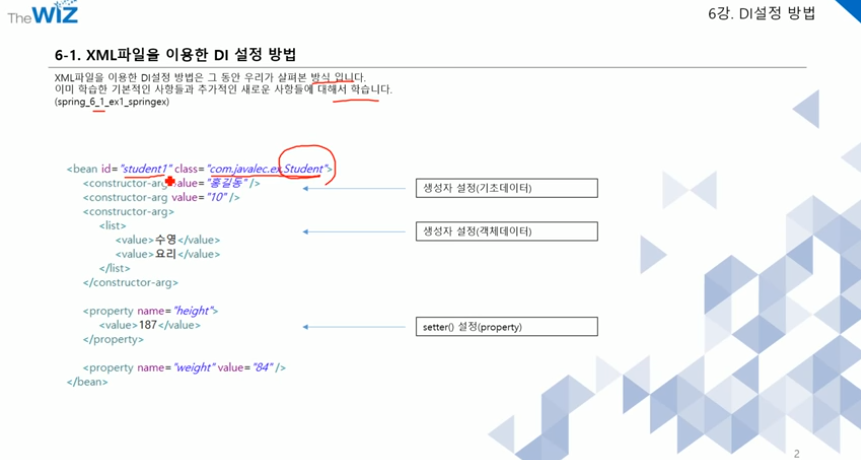 The WIZ
6강. DI설정 방법
6-1. XML파일을 이용한 DI 설정 방법
XML파일을 이용한 DI설정 방법은 그 동안 우리가 살펴본 방식 입니다.
이미 학습한 기본적인 사항들과 추가적인 새로운 사항들에 대해서 학습니다.
(spring_6_1_ex1_springex)
<bean id="student1" class="com.javalec.ex.Student">
<constructor-arg value="홍길동" />
<constructor-arg value="10" />
생성자 설정(기초데이터)
<constructor-arg>
<list>
<value>수영</value>
<value>요리</value>
</list>
</constructor-arg>
생성자 설정(객체데이터)
<property name="height">
<value>187</value>
</property>
setter() 설정(property)
<property name="weight" value="84" />
</bean>
2